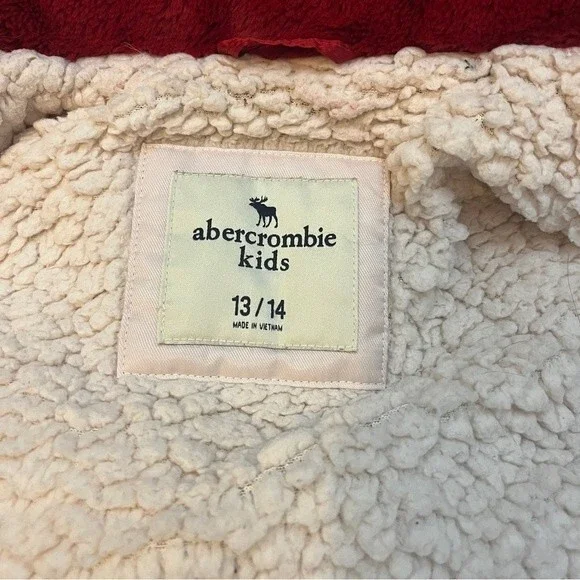 abercrombie
kids
13/14
MADE IN VIETNAM